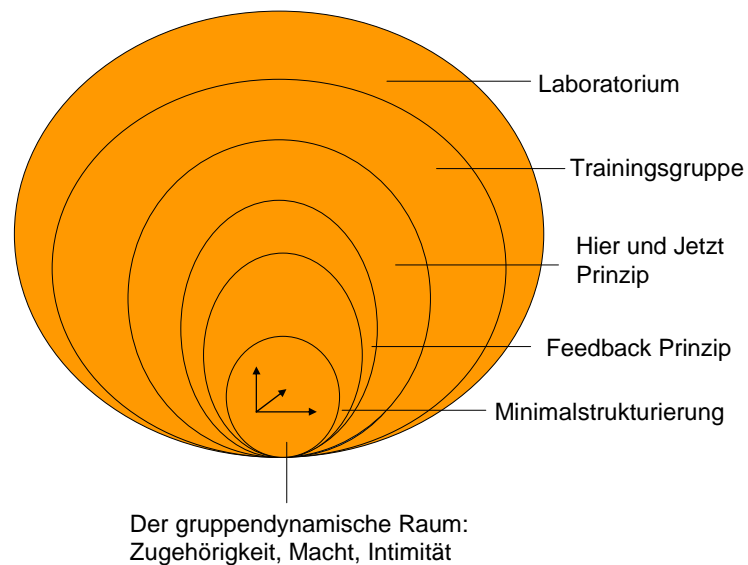 Laboratorium
Trainingsgruppe
Hier und Jetzt
Prinzip
Feedback Prinzip
Minimalstrukturierung
Der gruppendynamische Raum:
Zugehörigkeit, Macht, Intimität